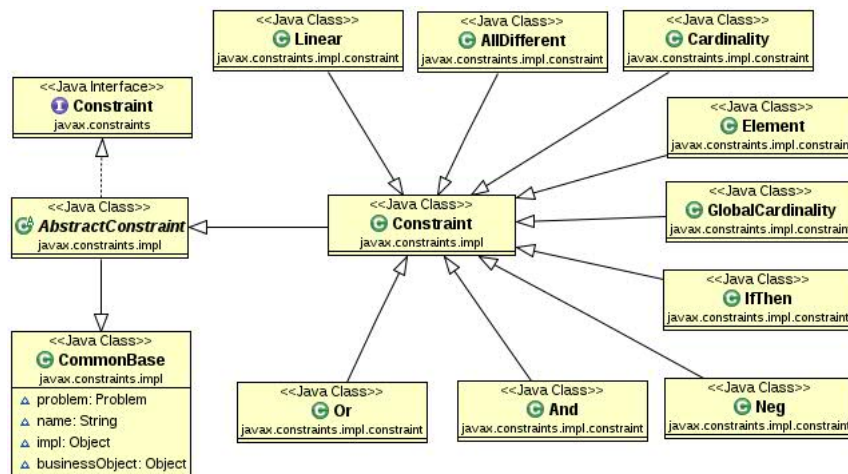 <<Java Class>>
Linear
javax.constraints.impl.constraint
<<Java Class>>
AllDifferent
javax.constraints.impl.constraint
<<Java Class>>
Cardinality
javax.constraints.impl.constraint
<<Java Interface>>
Constraint
javax.constraints
<<Java Class>>
Element
javax.constraints.impl.constraint
<<Java Class>>
AbstractConstraint
javax.constraints.impl
<<Java Class>>
Constraint
javax.constraints.impl
<<Java Class>>
GlobalCardinality
javax.constraints.impl.constraint
<<Java Class>>
IfThen
javax.constraints.impl.constraint
<<Java Class>>
CommonBase
javax.constraints.impl
problem: Problem
name: String
impl: Object
businessObject: Object
<<Java Class>>
Or
javax.constraints.impl.constraint
<<Java Class>>
And
javax.constraints.impl.constraint
<<Java Class>>
Neg
javax.constraints.impl.constraint